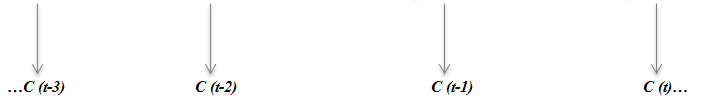 …C (t-3) C (t-2) C (t-1) C (t)…